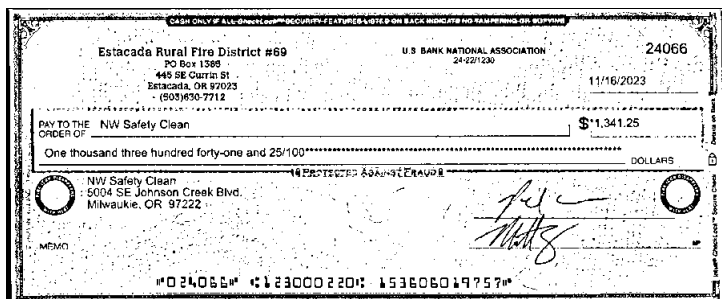 CASH ONLY IF ALL CheckLock™ SECURITY FEATURES LISTED ON BACK INDICATE NO TAMPERING OR COPYING
Estacada Rural Fire District #69
PO Box 1385
445 SE Currin St
Estacada, OR 97023
(503)630-7712
U.S. BANK NATIONAL ASSOCIATION
24-22/1230
24066
11/16/2023
PAY TO THE
ORDER OF NW Safety Clean
$**1,341.25
One thousand three hundred forty-one and 25/100
DOLLARS
PROTECTED AGAINST FRAUD
NW Safety Clean
5004 SE Johnson Creek Blvd.
Milwaukie, OR 97222
MEMO
MP
⑈024066⑈ ⑆123000220⑆ 153606019757⑈